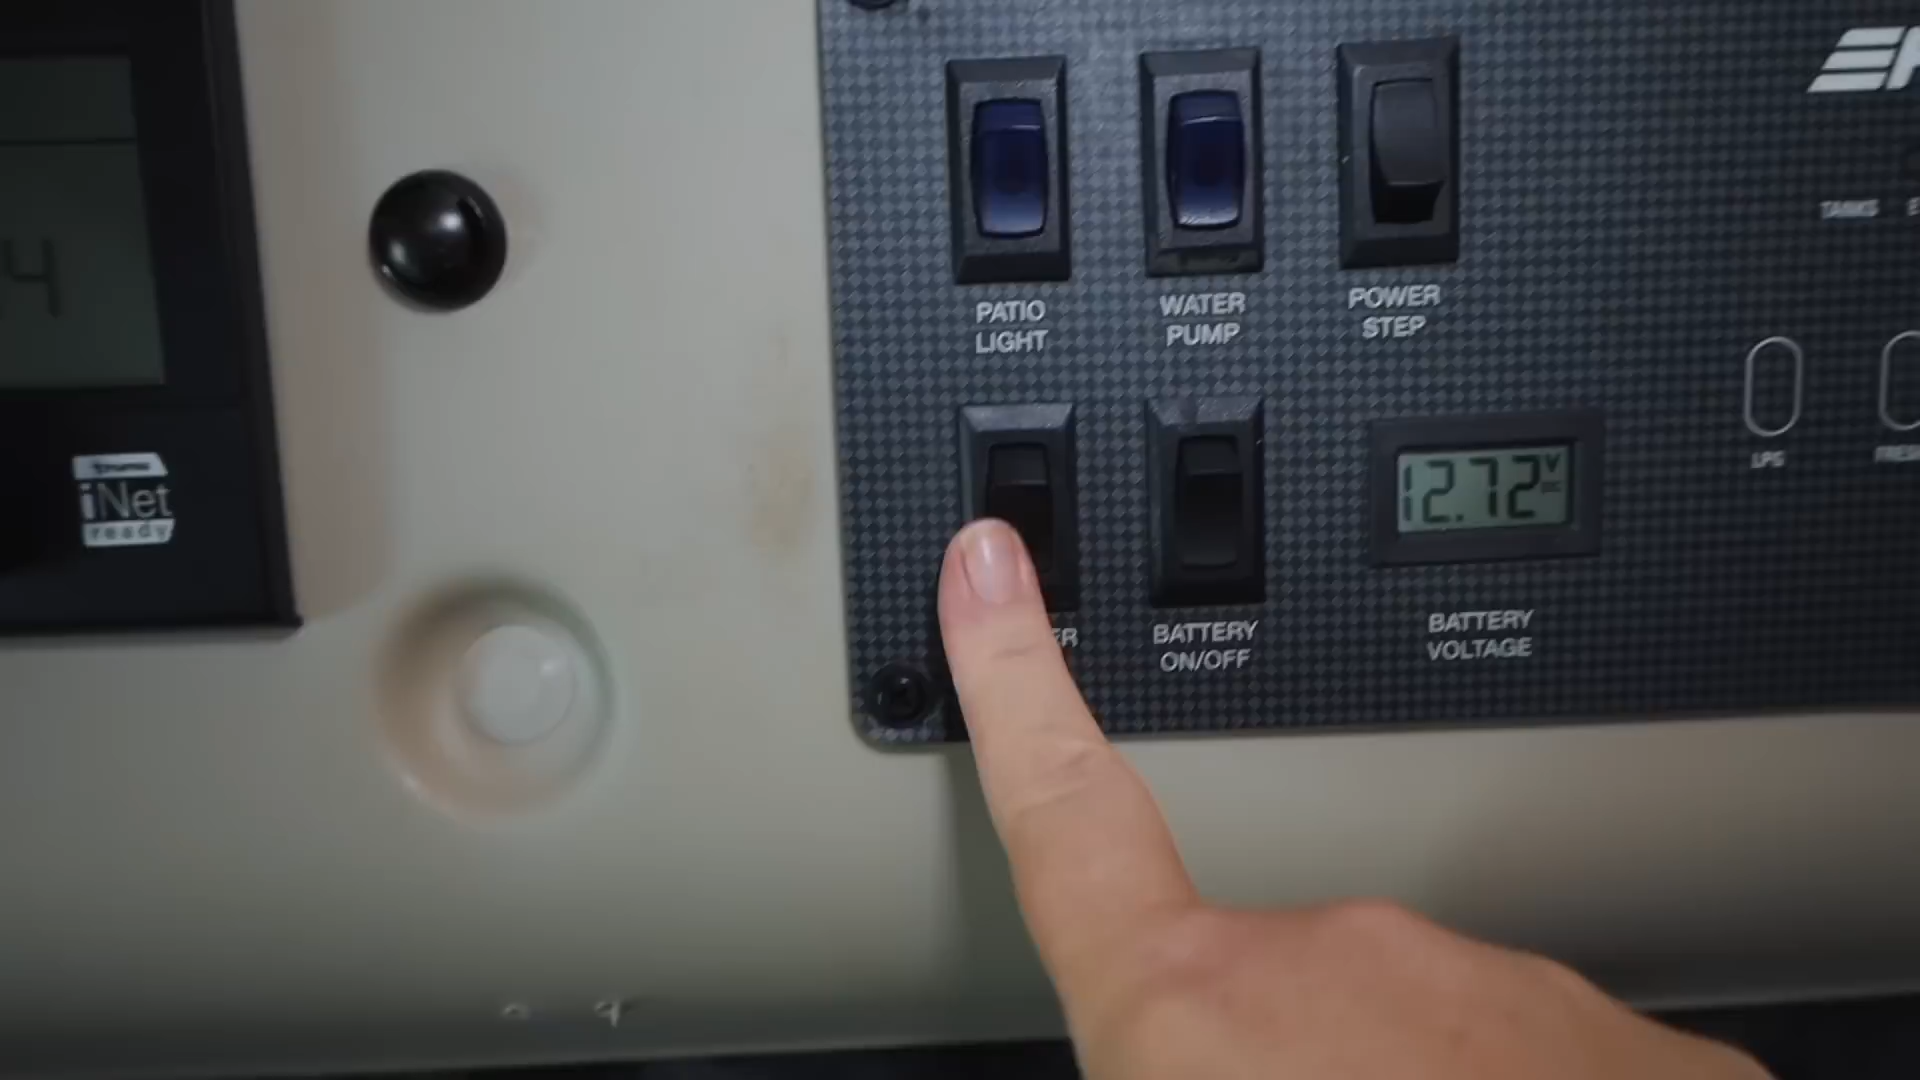 PATIO
LIGHT
WATER
PUMP
POWER
STEP
TANKS
LPG
12.72 V
BATTERY
ON/OFF
BATTERY
VOLTAGE
iNet
ready